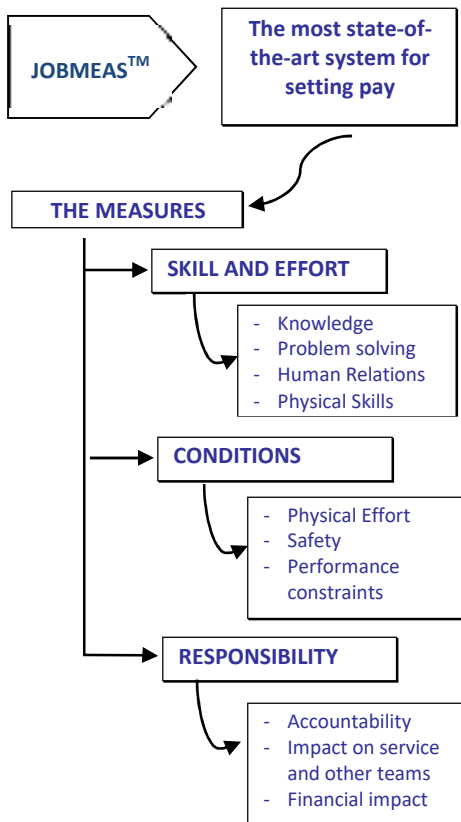 JOBMEAS™
The most state-of-
the-art system for
setting pay
THE MEASURES
SKILL AND EFFORT
- Knowledge
- Problem solving
- Human Relations
- Physical Skills
CONDITIONS
- Physical Effort
- Safety
- Performance
constraints
RESPONSIBILITY
- Accountability
- Impact on service
and other teams
- Financial impact